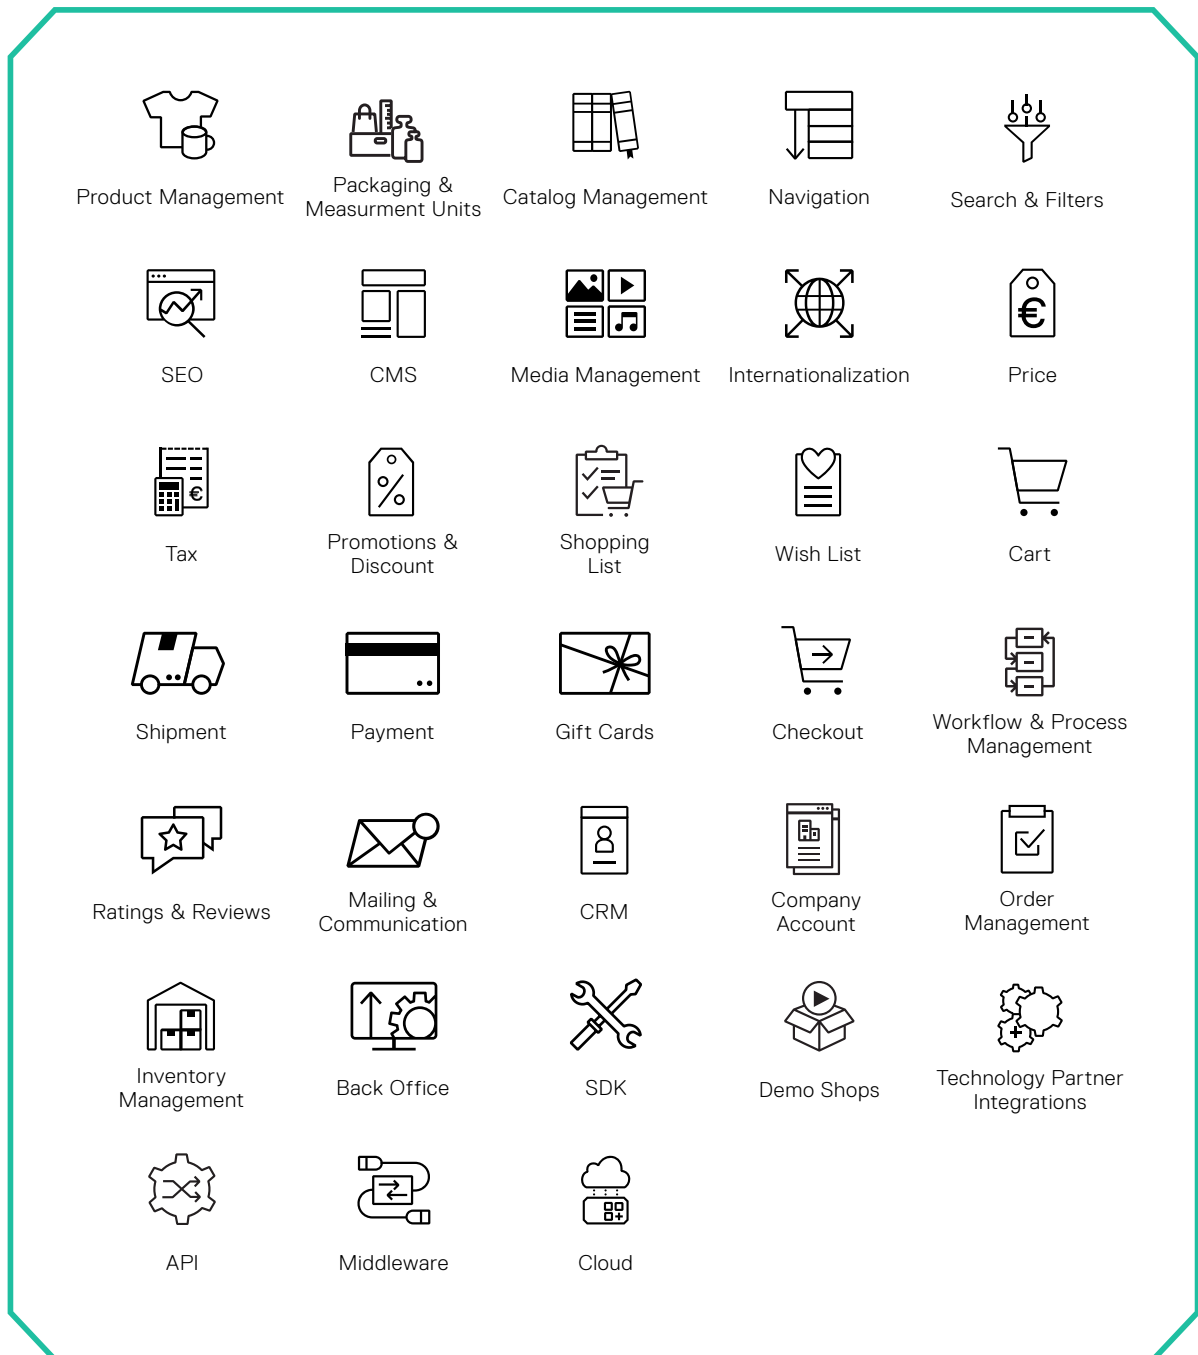 Product Management
Packaging &
Measurment Units
Catalog Management
Navigation
Search & Filters
SEO
CMS
Media Management
Internationalization
€
Price
€
Tax
Promotions &
Discount
Shopping
List
Wish List
Cart
Shipment
Payment
Gift Cards
Checkout
Workflow & Process
Management
Ratings & Reviews
Mailing &
Communication
CRM
Company
Account
Order
Management
Inventory
Management
Back Office
SDK
Demo Shops
Technology Partner
Integrations
API
Middleware
Cloud